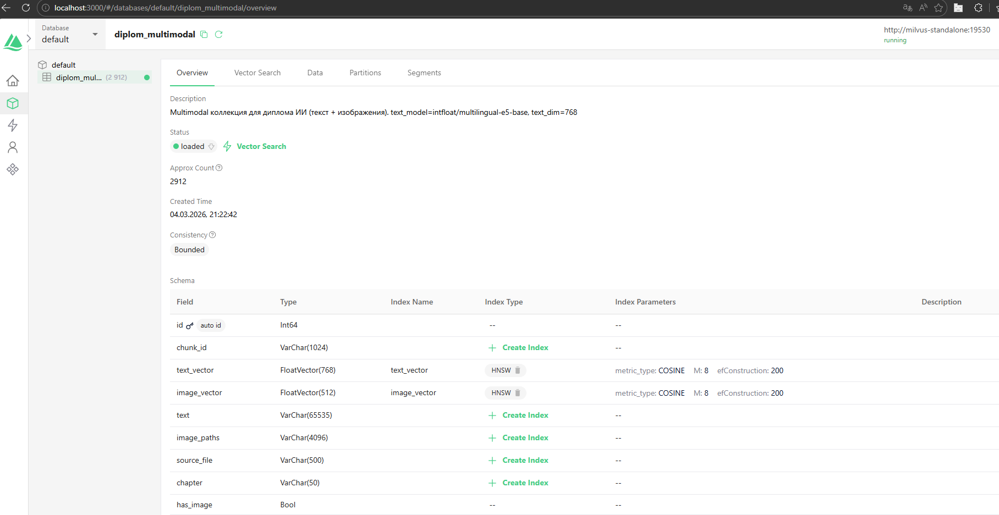 localhost:3000/#/databases/default/diplom_multimodal/overview
Database
default
diplom_multimodal
http://milvus-standalone:19530
running
default
diplom_mul... (2 912)
Overview Vector Search Data Partitions Segments
Description
Multimodal коллекция для диплома ИИ (текст + изображения). text_model=intfloat/multilingual-e5-base, text_dim=768
Status
loaded Vector Search
Approx Count
2912
Created Time
04.03.2026, 21:22:42
Consistency
Bounded
Schema
Field Type Index Name Index Type Index Parameters Description
id auto id Int64 -- --
chunk_id VarChar(1024) Create Index --
text_vector FloatVector(768) text_vector HNSW metric_type: COSINE M: 8 efConstruction: 200
image_vector FloatVector(512) image_vector HNSW metric_type: COSINE M: 8 efConstruction: 200
text VarChar(65535) Create Index --
image_paths VarChar(4096) Create Index --
source_file VarChar(500) Create Index --
chapter VarChar(50) Create Index --
has_image Bool -- --